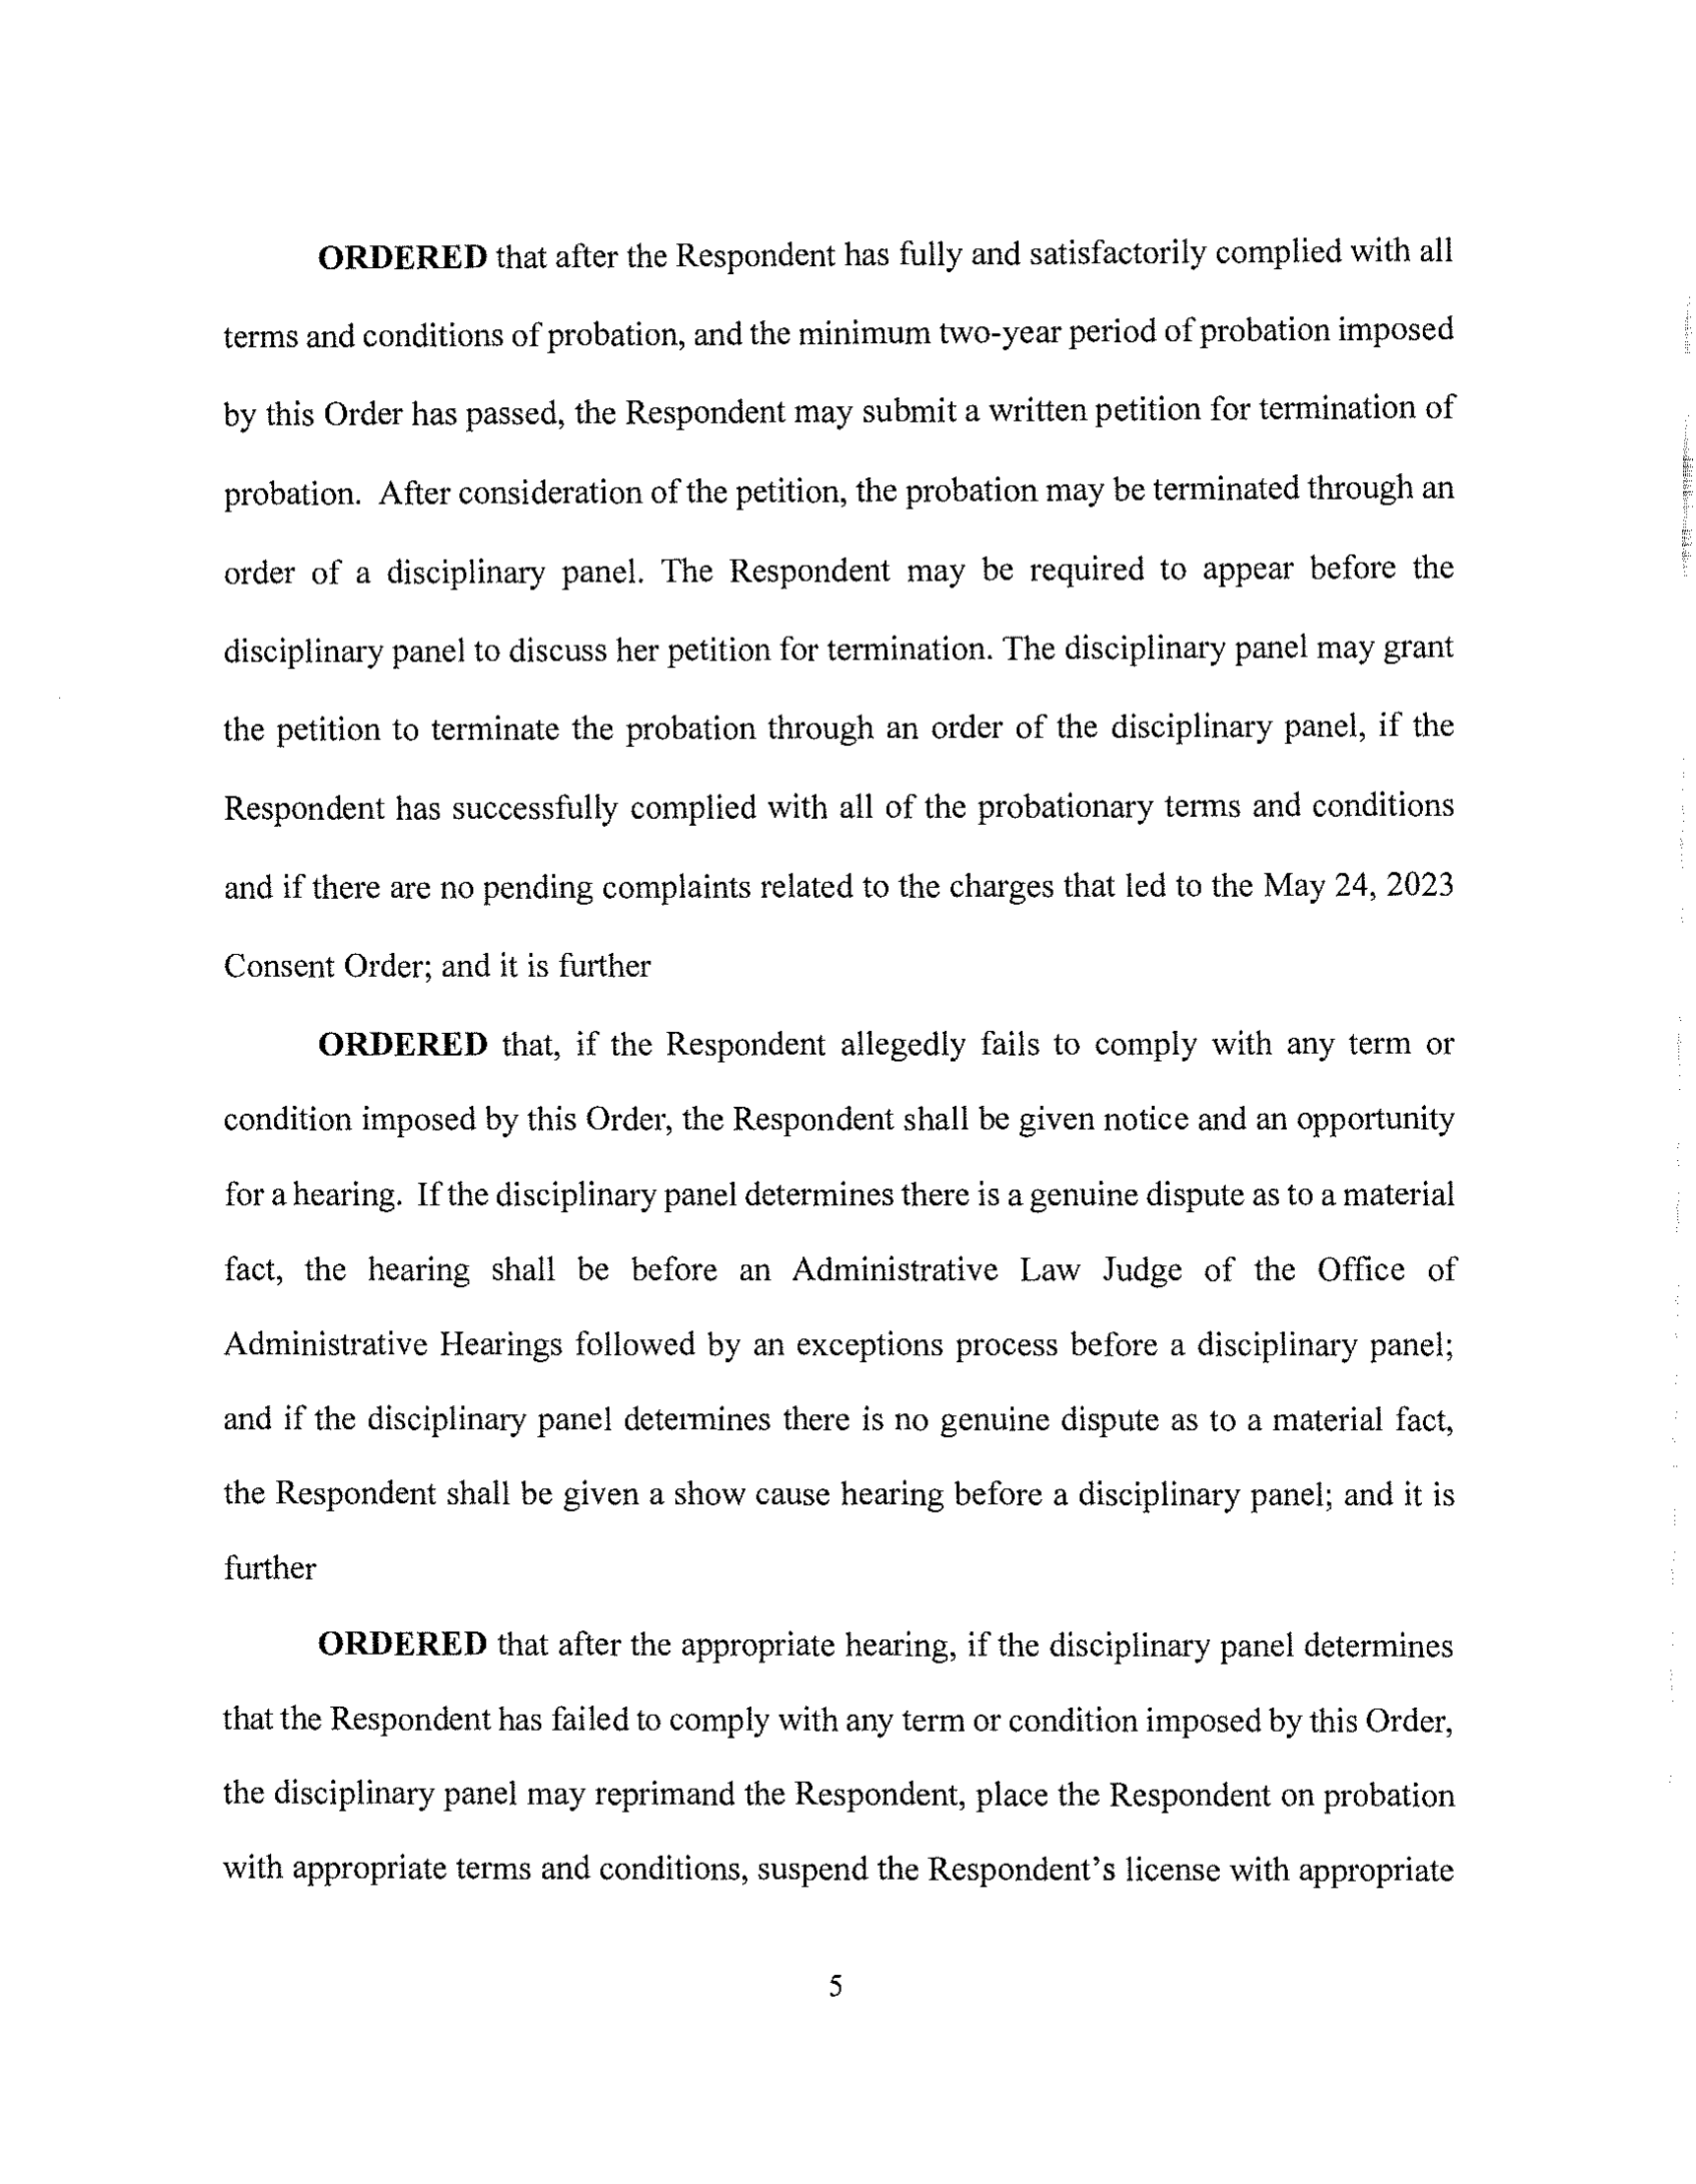 ORDERED that after the Respondent has fully and satisfactorily complied with all
terms and conditions of probation, and the minimum two-year period of probation imposed
by this Order has passed, the Respondent may submit a written petition for termination of
probation. After consideration of the petition, the probation may be terminated through an
order of a disciplinary panel. The Respondent may be required to appear before the
disciplinary panel to discuss her petition for termination. The disciplinary panel may grant
the petition to terminate the probation through an order of the disciplinary panel, if the
Respondent has successfully complied with all of the probationary terms and conditions
and if there are no pending complaints related to the charges that led to the May 24, 2023
Consent Order; and it is further
ORDERED that, if the Respondent allegedly fails to comply with any term or
condition imposed by this Order, the Respondent shall be given notice and an opportunity
for a hearing. If the disciplinary panel determines there is a genuine dispute as to a material
fact, the hearing shall be before an Administrative Law Judge of the Office of
Administrative Hearings followed by an exceptions process before a disciplinary panel;
and if the disciplinary panel determines there is no genuine dispute as to a material fact,
the Respondent shall be given a show cause hearing before a disciplinary panel; and it is
further
ORDERED that after the appropriate hearing, if the disciplinary panel determines
that the Respondent has failed to comply with any term or condition imposed by this Order,
the disciplinary panel may reprimand the Respondent, place the Respondent on probation
with appropriate terms and conditions, suspend the Respondent's license with appropriate
5